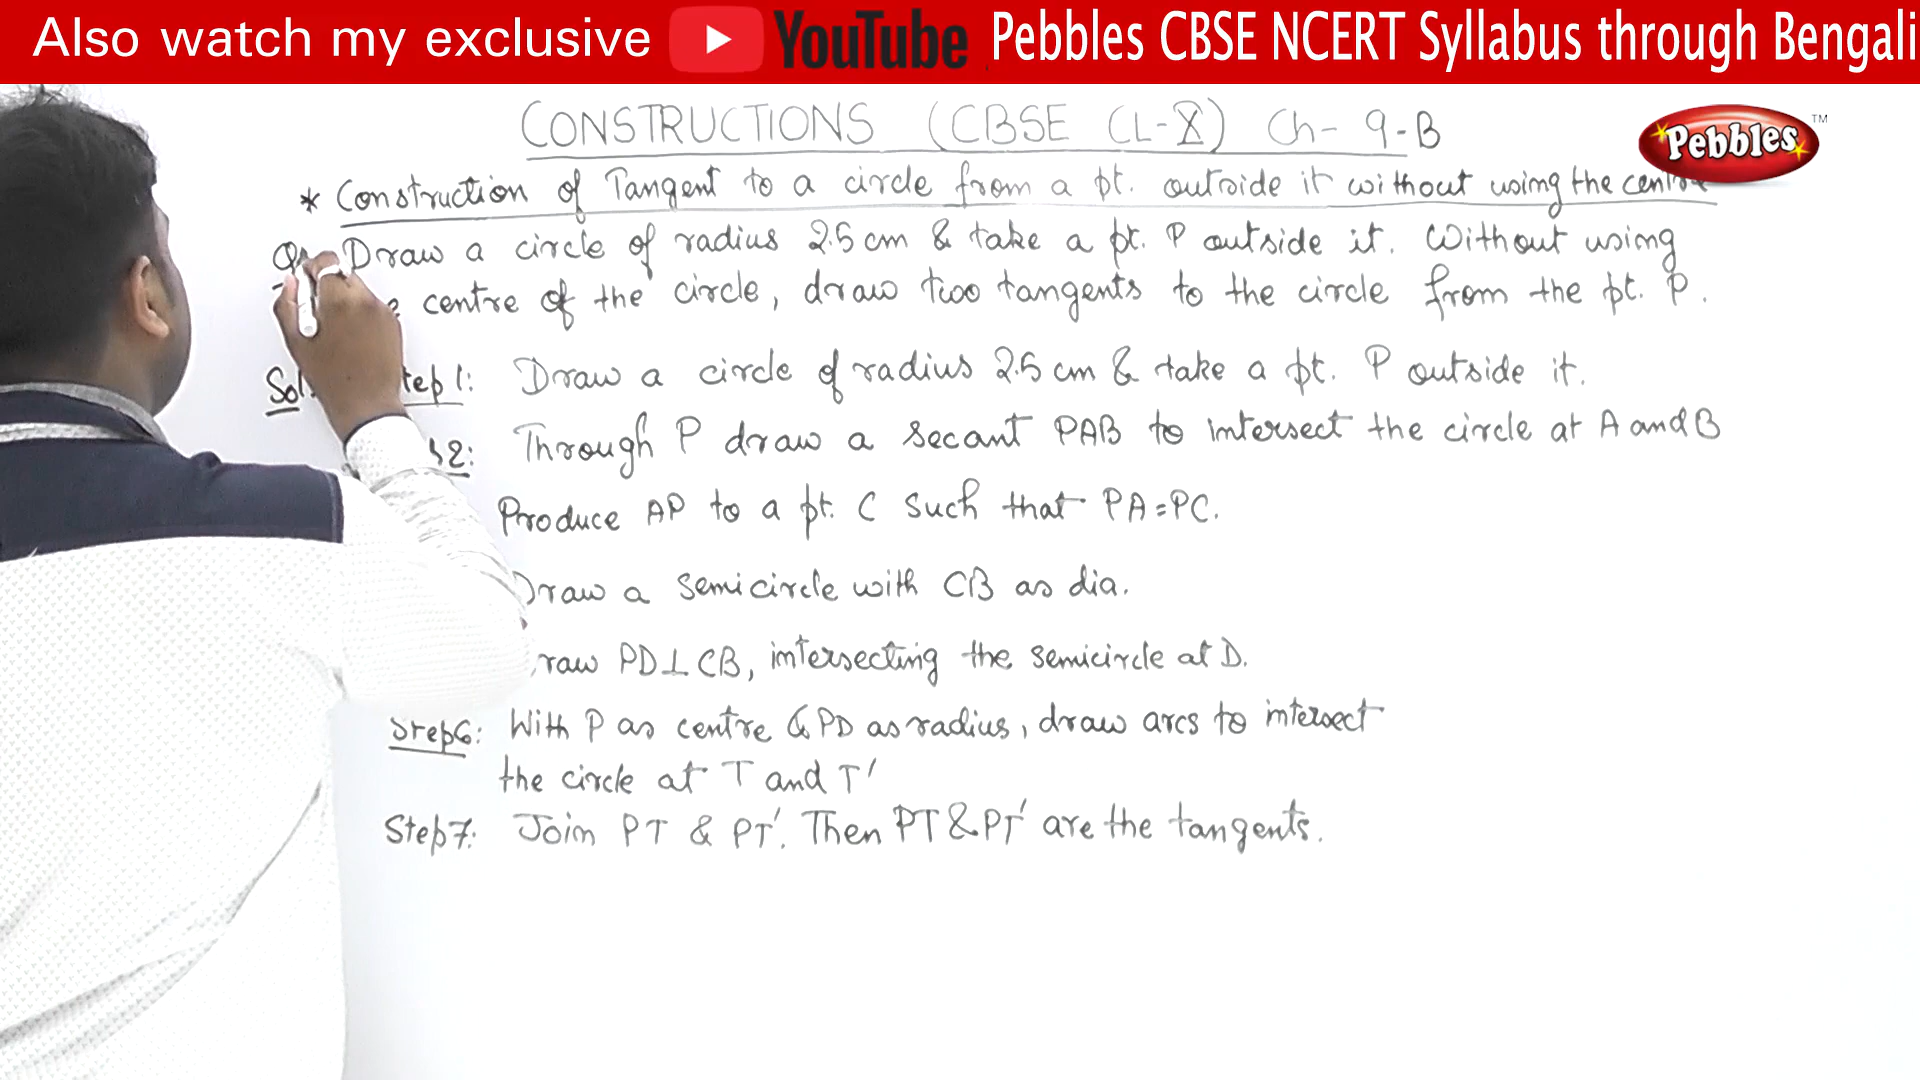 Also watch my exclusive YouTube Pebbles CBSE NCERT Syllabus through Bengali
CONSTRUCTIONS (CBSE CL-X) Ch- 9-B
Pebbles™
* Construction of Tangent to a circle from a pt. outside it without using the centre
Draw a circle of radius 2.5 cm & take a pt. P outside it. Without using
centre of the circle, draw two tangents to the circle from the pt. P.
Step 1: Draw a circle of radius 2.5 cm & take a pt. P outside it.
2: Through P draw a secant PAB to intersect the circle at A and B
Produce AP to a pt. C such that PA=PC.
Draw a semicircle with CB as dia.
Draw PD⊥CB, intersecting the semicircle at D.
Step6: With P as centre & PD as radius, draw arcs to intersect
the circle at T and T'
Step7: Join PT & PT'. Then PT & PT' are the tangents.